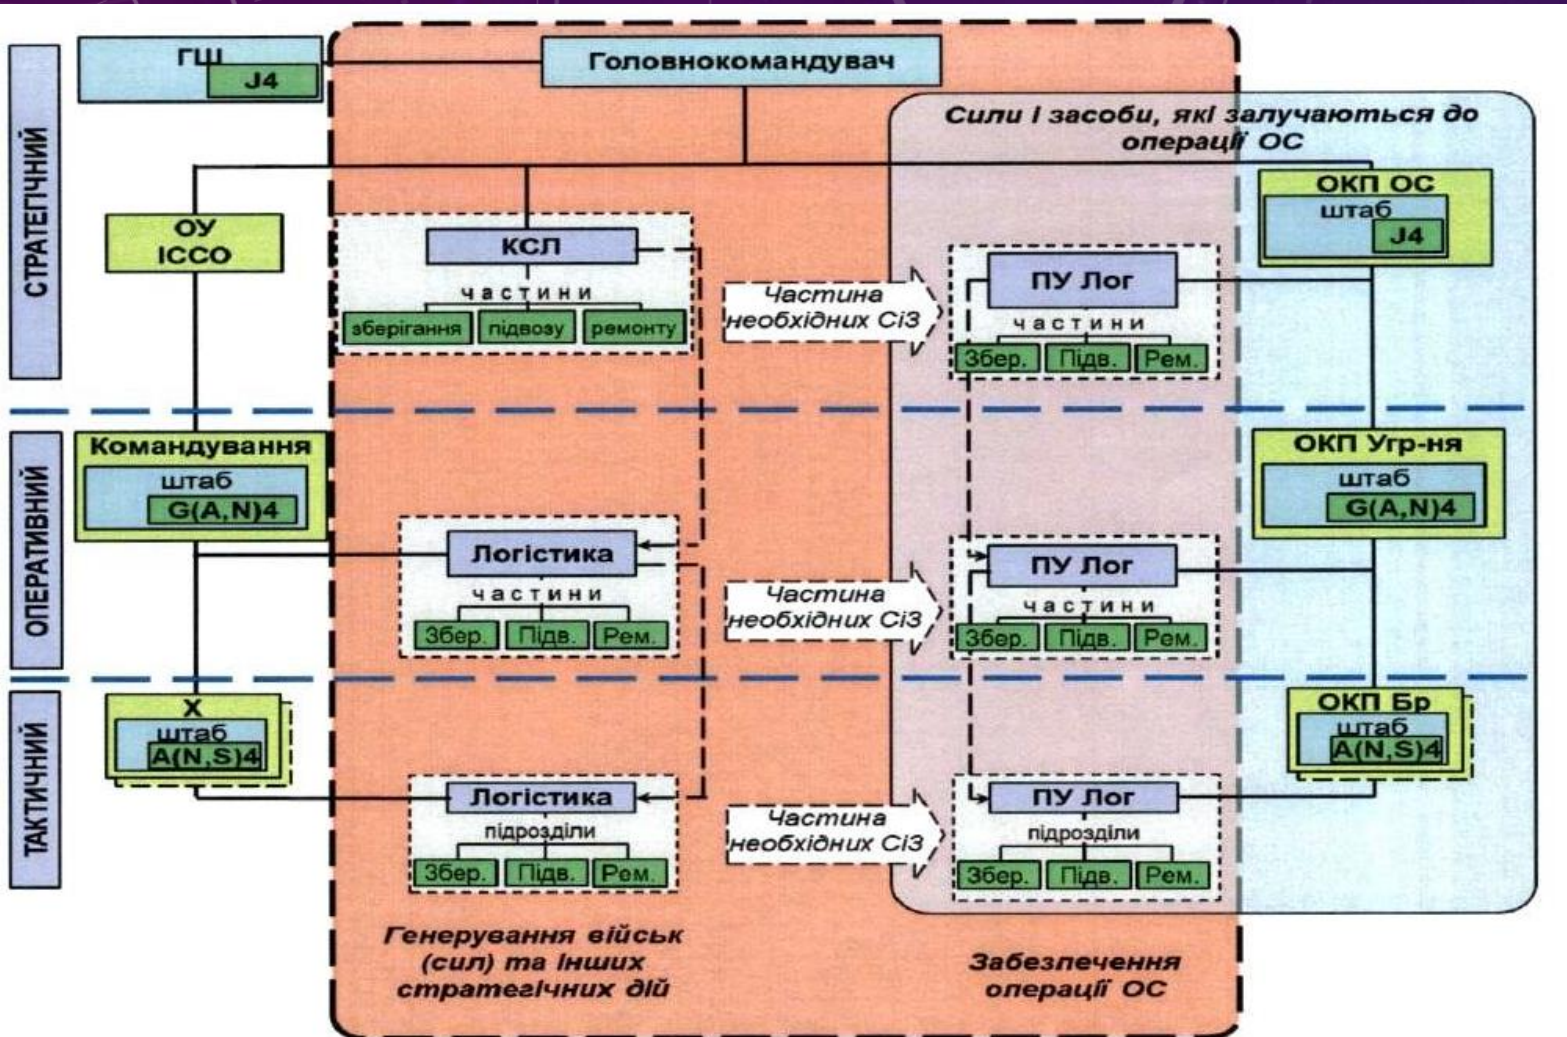 ГШ
J4
Головнокомандувач
Сили і засоби, які залучаються до
операції ОС
СТРАТЕГІЧНИЙ
ОУ
ІССО
КСЛ
частини
зберігання
підвозу
ремонту
Частина
необхідних СіЗ
ПУ Лог
частини
Збер.
Підв.
Рем.
ОКП ОС
штаб
J4
ОПЕРАТИВНИЙ
Командування
штаб
G(A,N)4
Логістика
частини
Збер.
Підв.
Рем.
Частина
необхідних СіЗ
ПУ Лог
частини
Збер.
Підв.
Рем.
ОКП Угр-ня
штаб
G(A,N)4
ТАКТИЧНИЙ
Х
штаб
A(N,S)4
Логістика
підрозділи
Збер.
Підв.
Рем.
Частина
необхідних СіЗ
ПУ Лог
підрозділи
Збер.
Підв.
Рем.
ОКП Бр
штаб
A(N,S)4
Генерування військ
(сил) та інших
стратегічних дій
Забезпечення
операції ОС